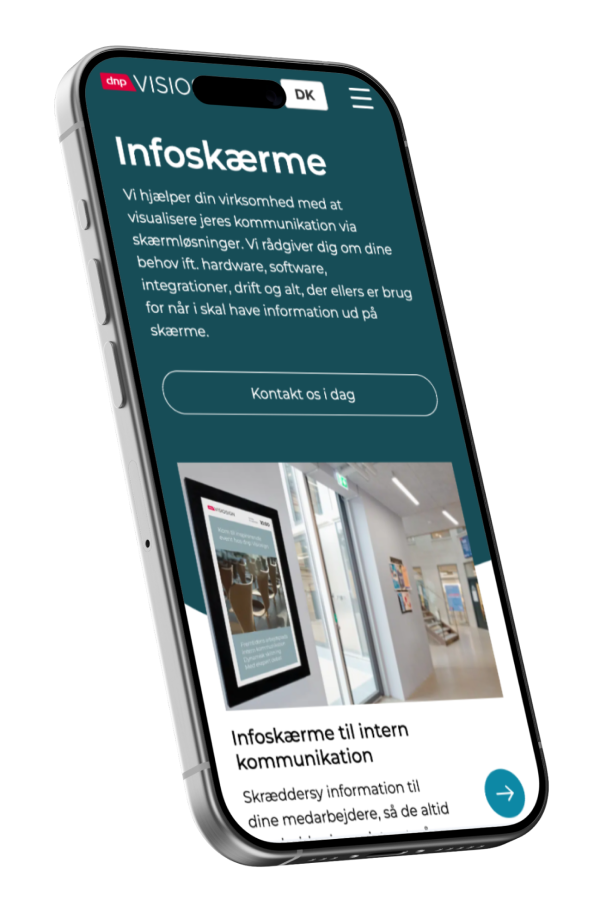 dnp VISIO
DK
Infoskærme
Vi hjælper din virksomhed med at
visualisere jeres kommunikation via
skærmløsninger. Vi rådgiver dig om dine
behov ift. hardware, software,
integrationer, drift og alt, der ellers er brug
for når i skal have information ud på
skærme.
Kontakt os i dag
Infoskærme til intern
kommunikation
Skræddersy information til
dine medarbejdere, så de altid